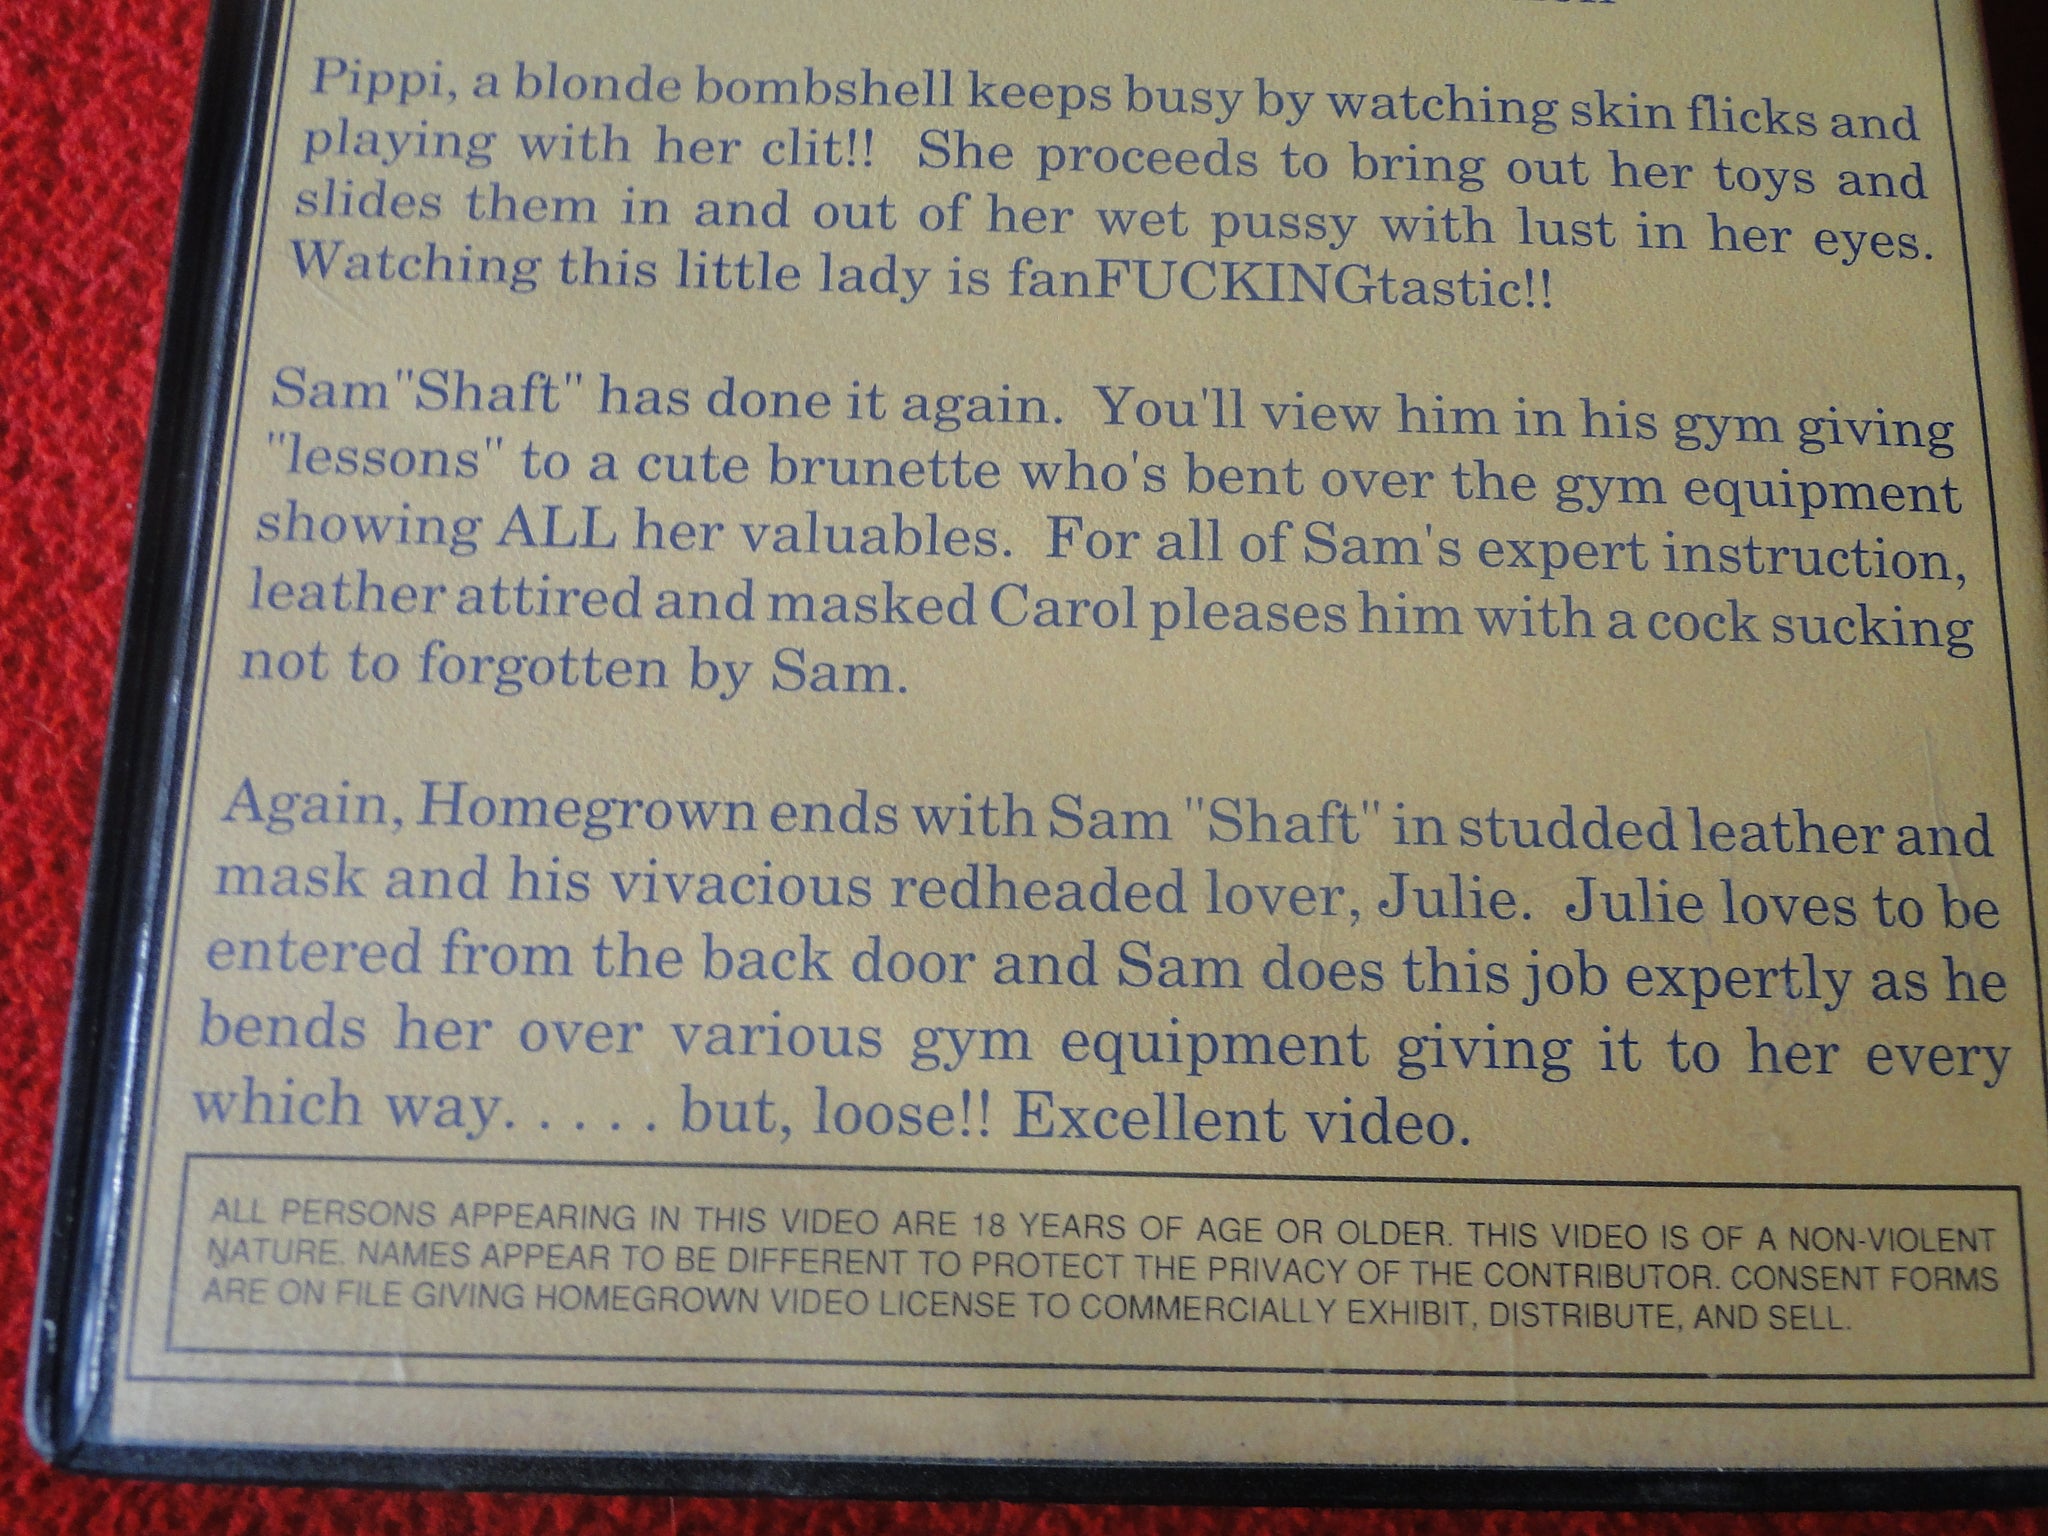 Pippi, a blonde bombshell keeps busy by watching skin flicks and
playing with her clit!! She proceeds to bring out her toys and
slides them in and out of her wet pussy with lust in her eyes.
Watching this little lady is fanFUCKINGtastic!!
Sam"Shaft" has done it again. You'll view him in his gym giving
"lessons" to a cute brunette who's bent over the gym equipment
showing ALL her valuables. For all of Sam's expert instruction,
leather attired and masked Carol pleases him with a cock sucking
not to forgotten by Sam.
Again, Homegrown ends with Sam "Shaft" in studded leather and
mask and his vivacious redheaded lover, Julie. Julie loves to be
entered from the back door and Sam does this job expertly as he
bends her over various gym equipment giving it to her every
which way. . . . . but, loose!! Excellent video.
ALL PERSONS APPEARING IN THIS VIDEO ARE 18 YEARS OF AGE OR OLDER. THIS VIDEO IS OF A NON-VIOLENT
NATURE. NAMES APPEAR TO BE DIFFERENT TO PROTECT THE PRIVACY OF THE CONTRIBUTOR. CONSENT FORMS
ARE ON FILE GIVING HOMEGROWN VIDEO LICENSE TO COMMERCIALLY EXHIBIT, DISTRIBUTE, AND SELL.